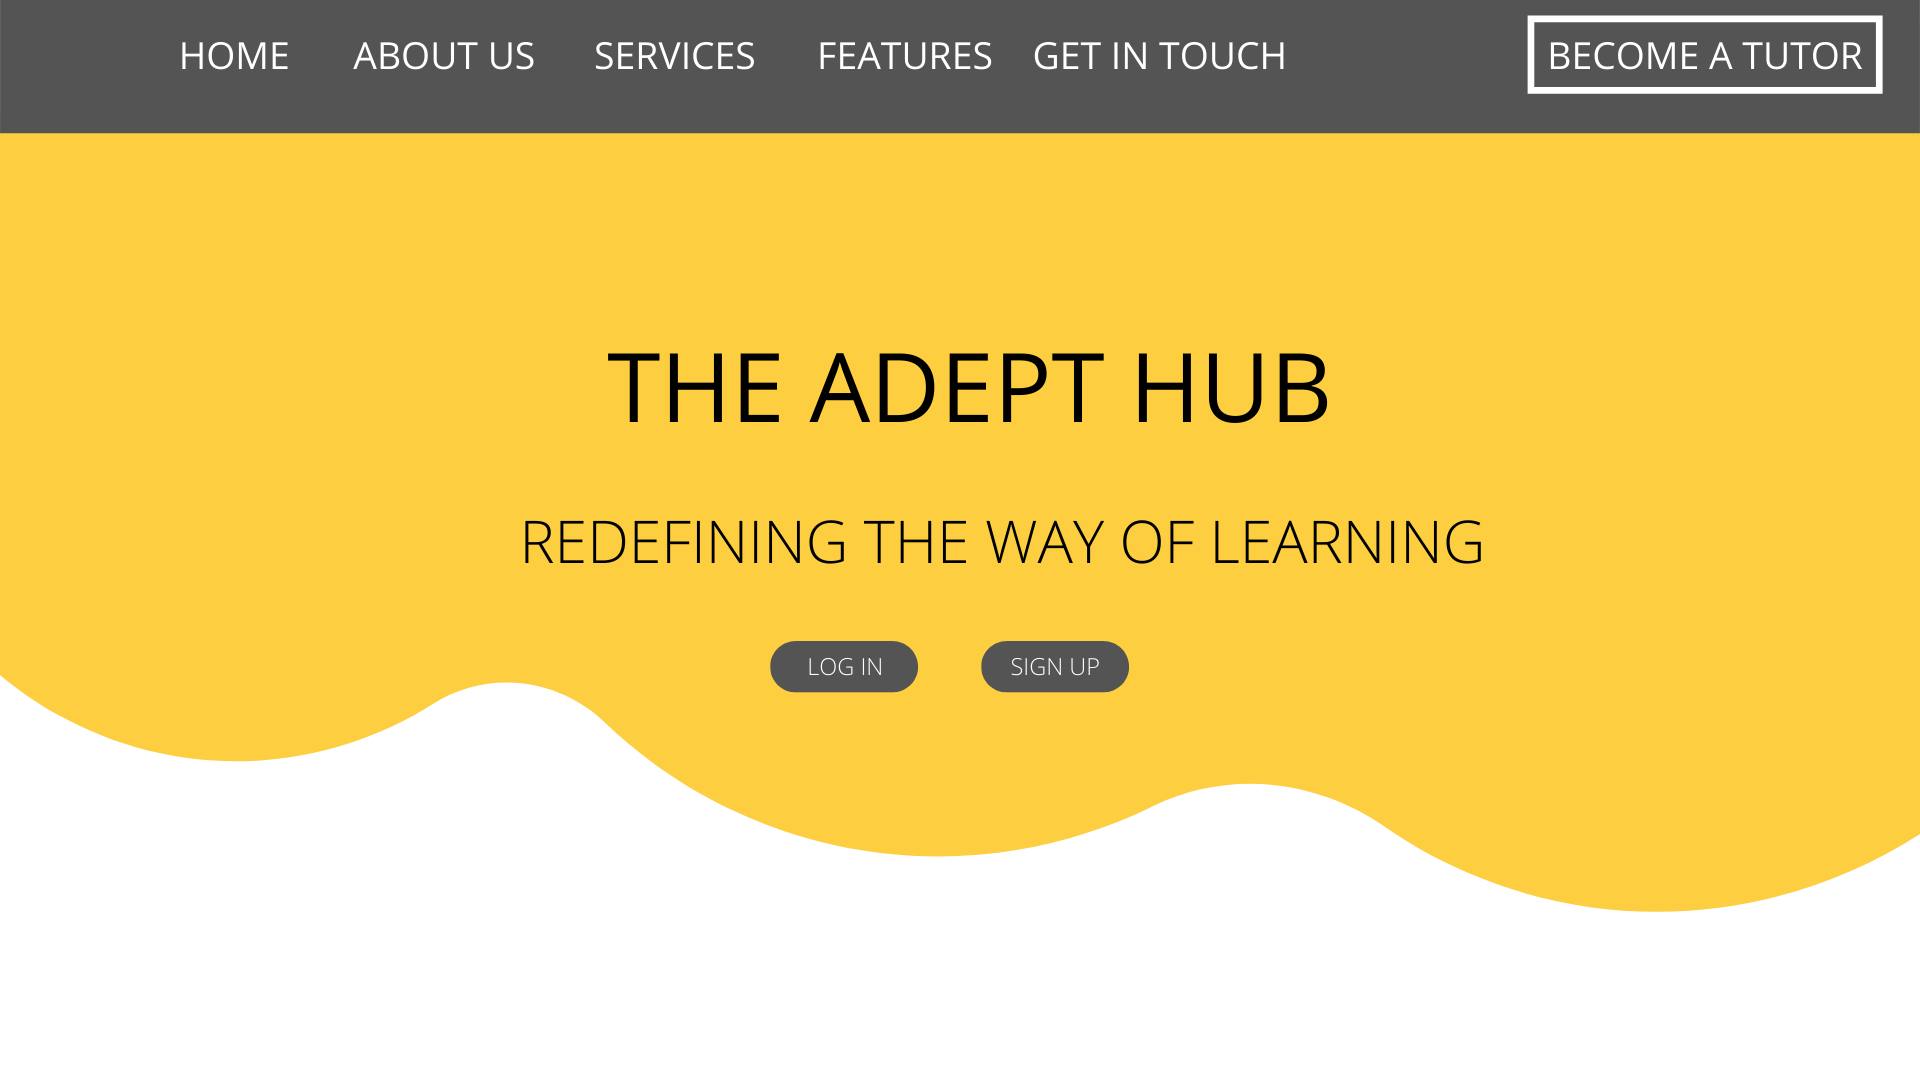 HOME ABOUT US SERVICES FEATURES GET IN TOUCH BECOME A TUTOR
THE ADEPT HUB
REDEFINING THE WAY OF LEARNING
LOG IN SIGN UP